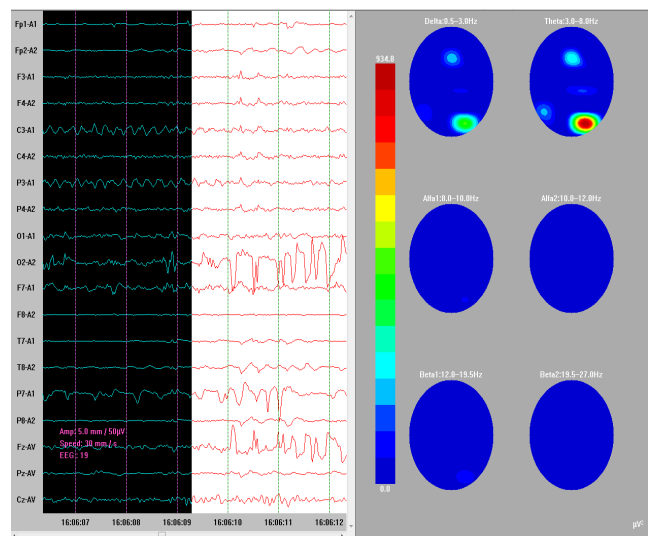 Fp1-A1
Fp2-A2
F3-A1
F4-A2
C3-A1
C4-A2
P3-A1
P4-A2
O1-A1
O2-A2
F7-A1
F8-A2
T7-A1
T8-A2
P7-A1
P8-A2
Fz-AV
Pz-AV
Cz-AV
Amp: 5.0 mm / 50µV
Speed: 30 mm / s
EEG: 19
16:06:07 16:06:08 16:06:09 16:06:10 16:06:11 16:06:12
934.0
0.0
Delta:0.5-3.0Hz Theta:3.0-8.0Hz
Alfa1:8.0-10.0Hz Alfa2:10.0-12.0Hz
Beta1:12.0-19.5Hz Beta2:19.5-27.0Hz
µV²